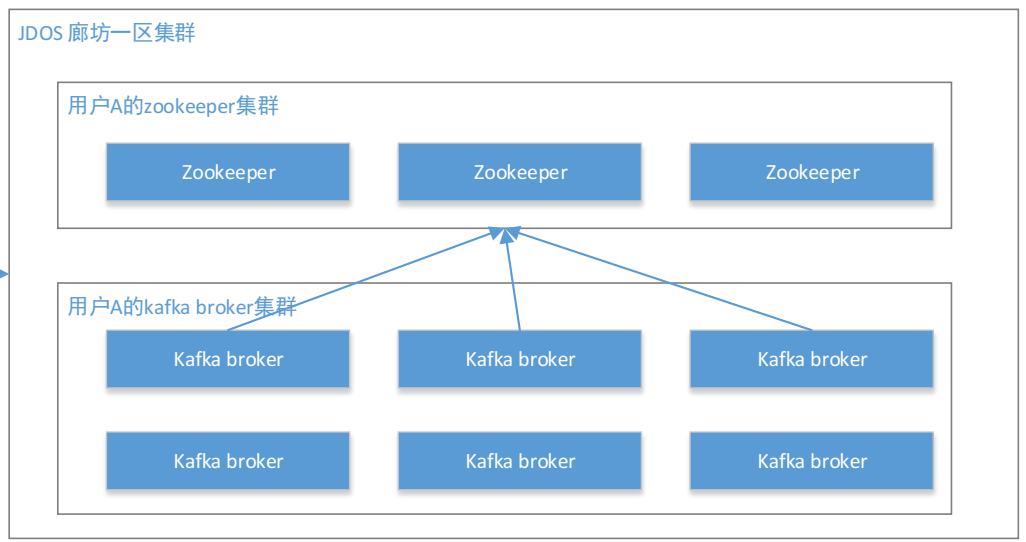 JDOS 廊坊一区集群
用户A的zookeeper集群
Zookeeper
Zookeeper
Zookeeper
用户A的kafka broker集群
Kafka broker
Kafka broker
Kafka broker
Kafka broker
Kafka broker
Kafka broker